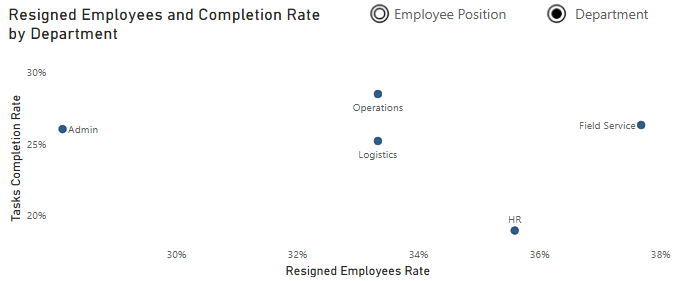 Resigned Employees and Completion Rate
by Department
Employee Position
Department
Tasks Completion Rate
30%
25%
20%
Operations
Admin
Field Service
Logistics
HR
30%
32%
34%
36%
38%
Resigned Employees Rate